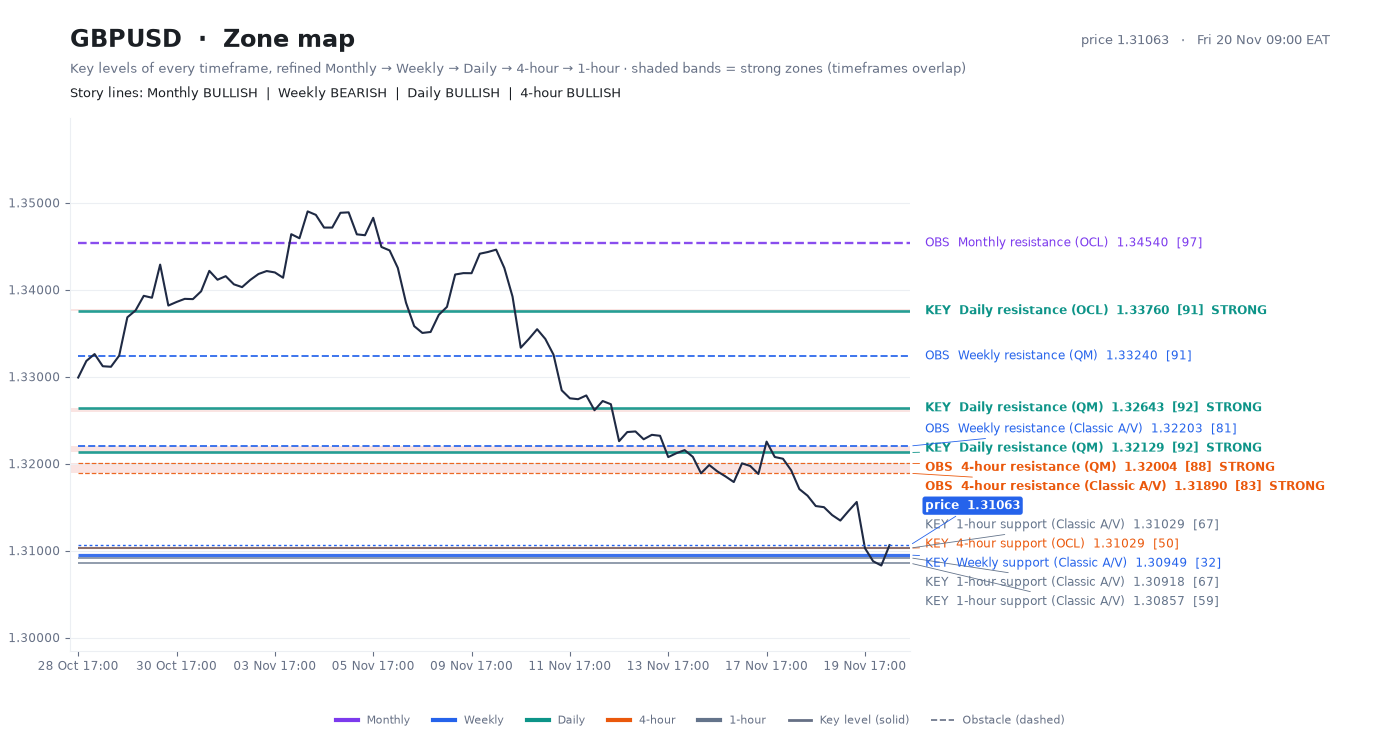 GBPUSD · Zone map
price 1.31063 · Fri 20 Nov 09:00 EAT
Key levels of every timeframe, refined Monthly → Weekly → Daily → 4-hour → 1-hour · shaded bands = strong zones (timeframes overlap)
Story lines: Monthly BULLISH | Weekly BEARISH | Daily BULLISH | 4-hour BULLISH
1.35000
1.34000
1.33000
1.32000
1.31000
1.30000
OBS Monthly resistance (OCL) 1.34540 [97]
KEY Daily resistance (OCL) 1.33760 [91] STRONG
OBS Weekly resistance (QM) 1.33240 [91]
KEY Daily resistance (QM) 1.32643 [92] STRONG
OBS Weekly resistance (Classic A/V) 1.32203 [81]
KEY Daily resistance (QM) 1.32129 [92] STRONG
OBS 4-hour resistance (QM) 1.32004 [88] STRONG
OBS 4-hour resistance (Classic A/V) 1.31890 [83] STRONG
price 1.31063
KEY 1-hour support (Classic A/V) 1.31029 [67]
KEY 4-hour support (OCL) 1.31029 [50]
KEY Weekly support (Classic A/V) 1.30949 [32]
KEY 1-hour support (Classic A/V) 1.30918 [67]
KEY 1-hour support (Classic A/V) 1.30857 [59]
28 Oct 17:00 30 Oct 17:00 03 Nov 17:00 05 Nov 17:00 09 Nov 17:00 11 Nov 17:00 13 Nov 17:00 17 Nov 17:00 19 Nov 17:00
Monthly Weekly Daily 4-hour 1-hour Key level (solid) Obstacle (dashed)